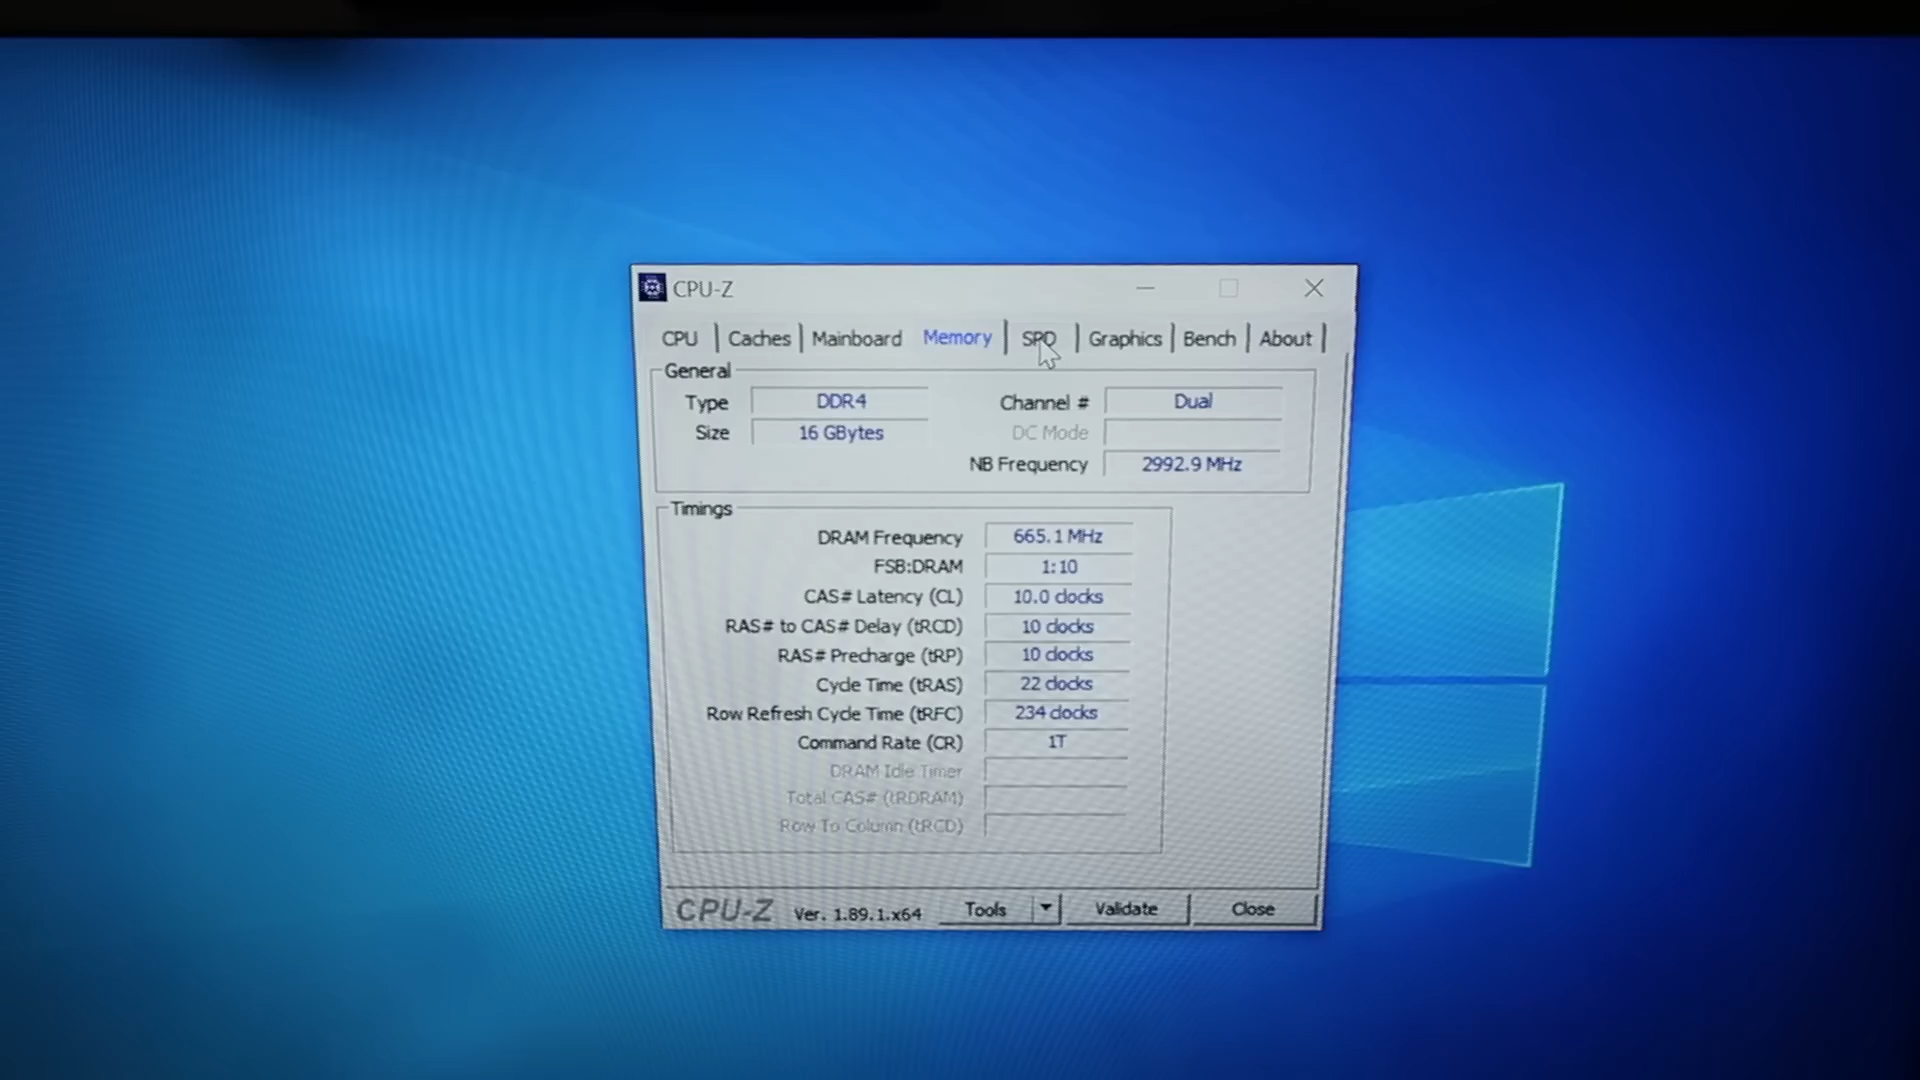 CPU-Z
CPU Caches Mainboard Memory SPD Graphics Bench About
General
Type DDR4 Channel # Dual
Size 16 GBytes DC Mode
NB Frequency 2992.9 MHz
Timings
DRAM Frequency 665.1 MHz
FSB:DRAM 1:10
CAS# Latency (CL) 10.0 clocks
RAS# to CAS# Delay (tRCD) 10 clocks
RAS# Precharge (tRP) 10 clocks
Cycle Time (tRAS) 22 clocks
Row Refresh Cycle Time (tRFC) 234 clocks
Command Rate (CR) 1T
DRAM Idle Timer
Total CAS# (tRDRAM)
Row To Column (tRCD)
CPU-Z Ver. 1.89.1.x64 Tools Validate Close